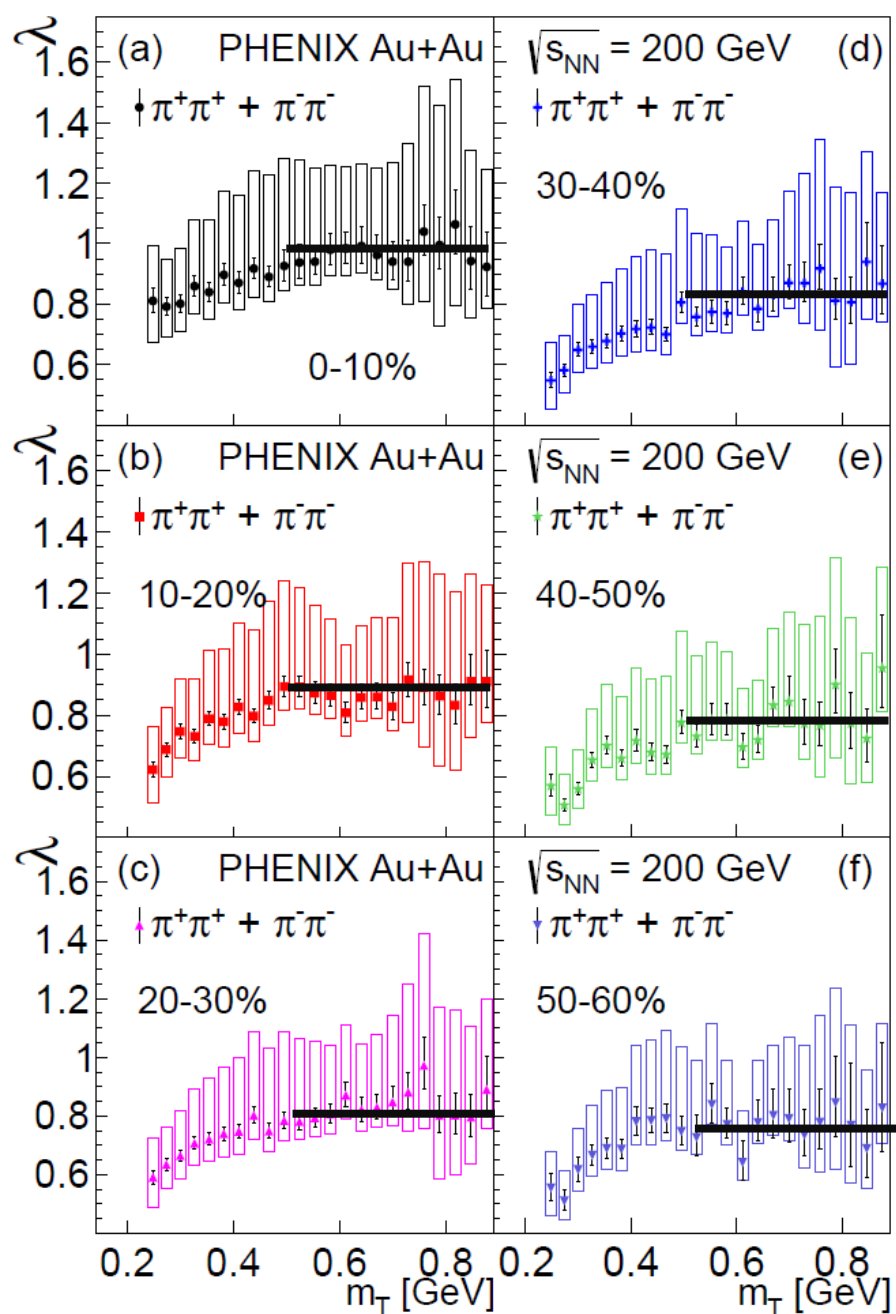 λ
(a) PHENIX Au+Au
π⁺π⁺ + π⁻π⁻
0-10%
1.6
1.4
1.2
1
0.8
0.6
√s_NN = 200 GeV (d)
π⁺π⁺ + π⁻π⁻
30-40%
λ
(b) PHENIX Au+Au
π⁺π⁺ + π⁻π⁻
10-20%
1.6
1.4
1.2
1
0.8
0.6
√s_NN = 200 GeV (e)
π⁺π⁺ + π⁻π⁻
40-50%
λ
(c) PHENIX Au+Au
π⁺π⁺ + π⁻π⁻
20-30%
1.6
1.4
1.2
1
0.8
0.6
√s_NN = 200 GeV (f)
π⁺π⁺ + π⁻π⁻
50-60%
0.2 0.4 0.6 0.8
m_T [GeV]
0.2 0.4 0.6 0.8
m_T [GeV]